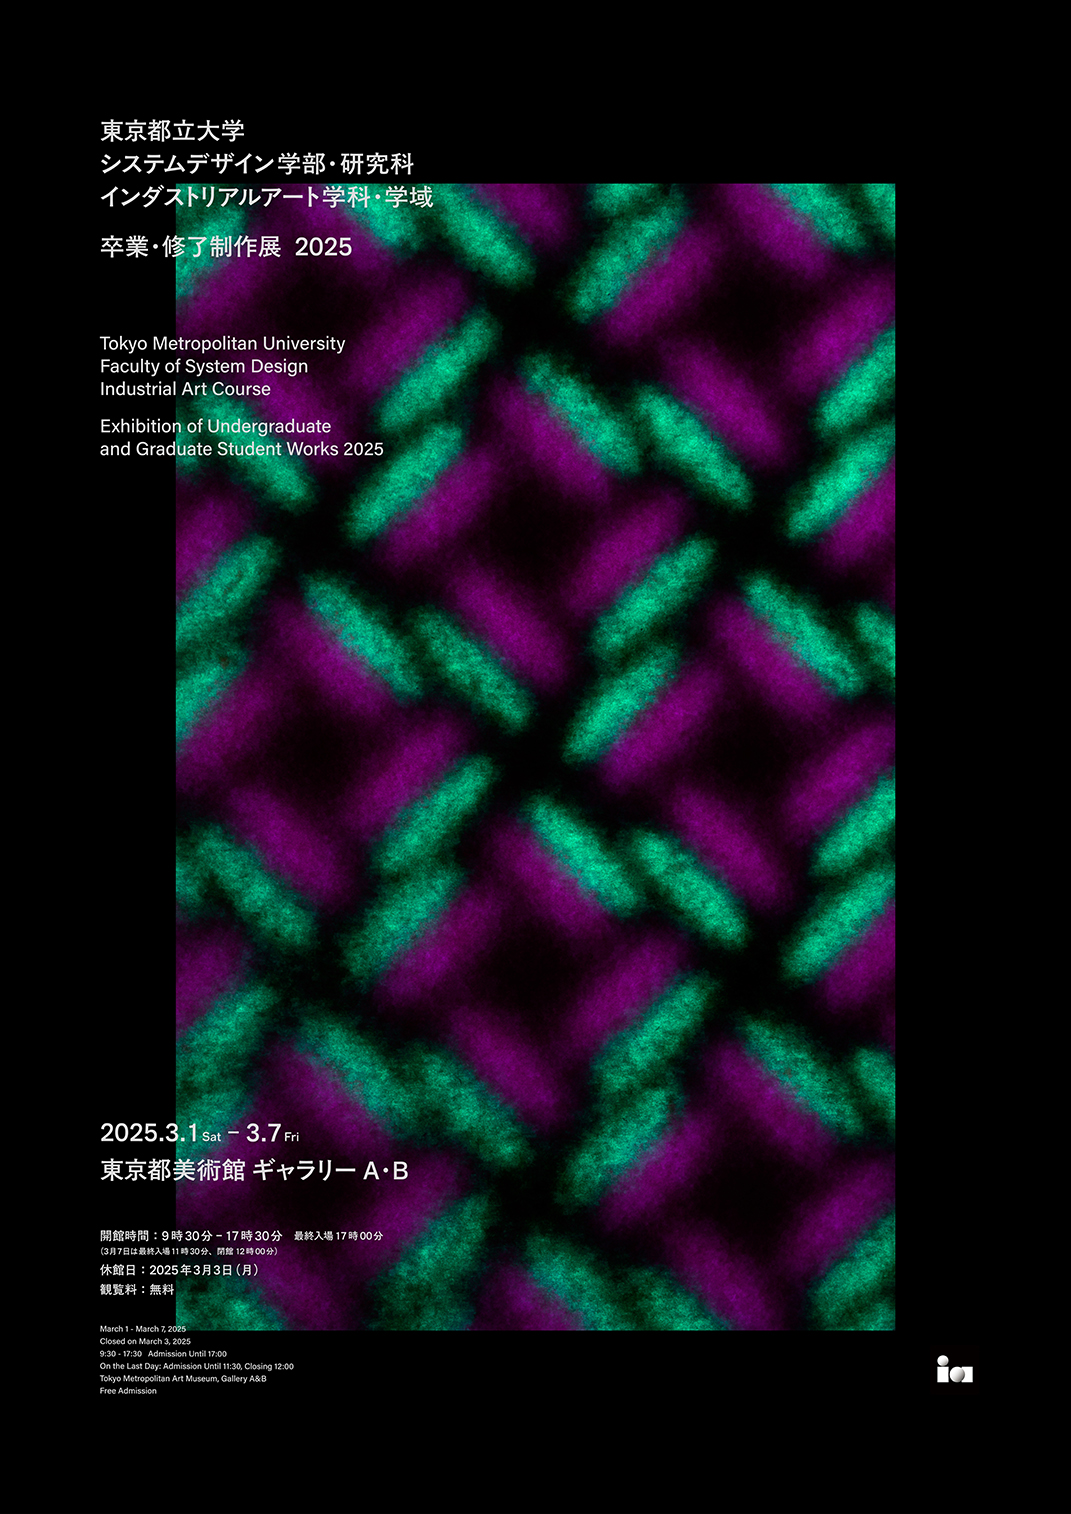 東京都立大学
システムデザイン学部・研究科
インダストリアルアート学科・学域
卒業・修了制作展 2025
Tokyo Metropolitan University
Faculty of System Design
Industrial Art Course
Exhibition of Undergraduate
and Graduate Student Works 2025
2025.3.1 Sat – 3.7 Fri
東京都美術館 ギャラリー A・B
開館時間：9時30分 – 17時30分 最終入場17時00分
（3月7日は最終入場11時30分、閉館 12時00分）
休館日：2025年3月3日（月）
観覧料：無料
March 1 - March 7, 2025
Closed on March 3, 2025
9:30 - 17:30 Admission Until 17:00
On the Last Day: Admission Until 11:30, Closing 12:00
Tokyo Metropolitan Art Museum, Gallery A&B
Free Admission
ia